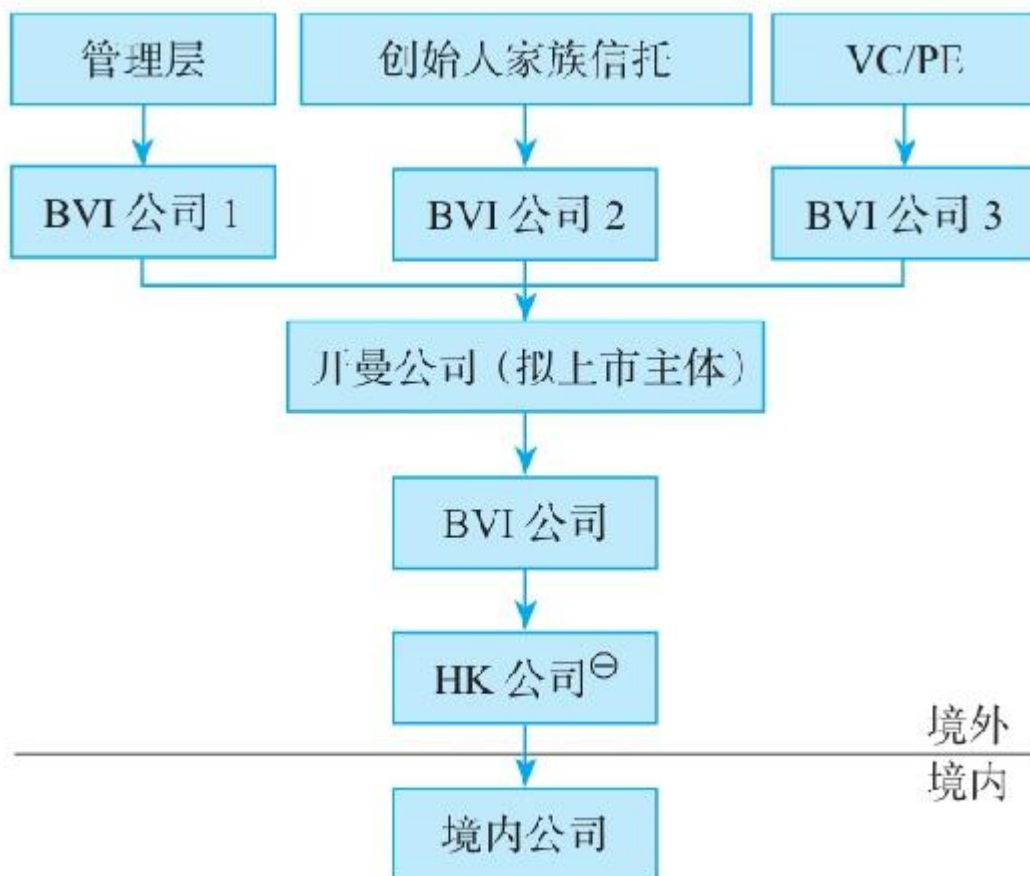 管理层
创始人家族信托
VC/PE
BVI 公司 1
BVI 公司 2
BVI 公司 3
开曼公司（拟上市主体）
BVI 公司
HK 公司㊀
境外
境内
境内公司